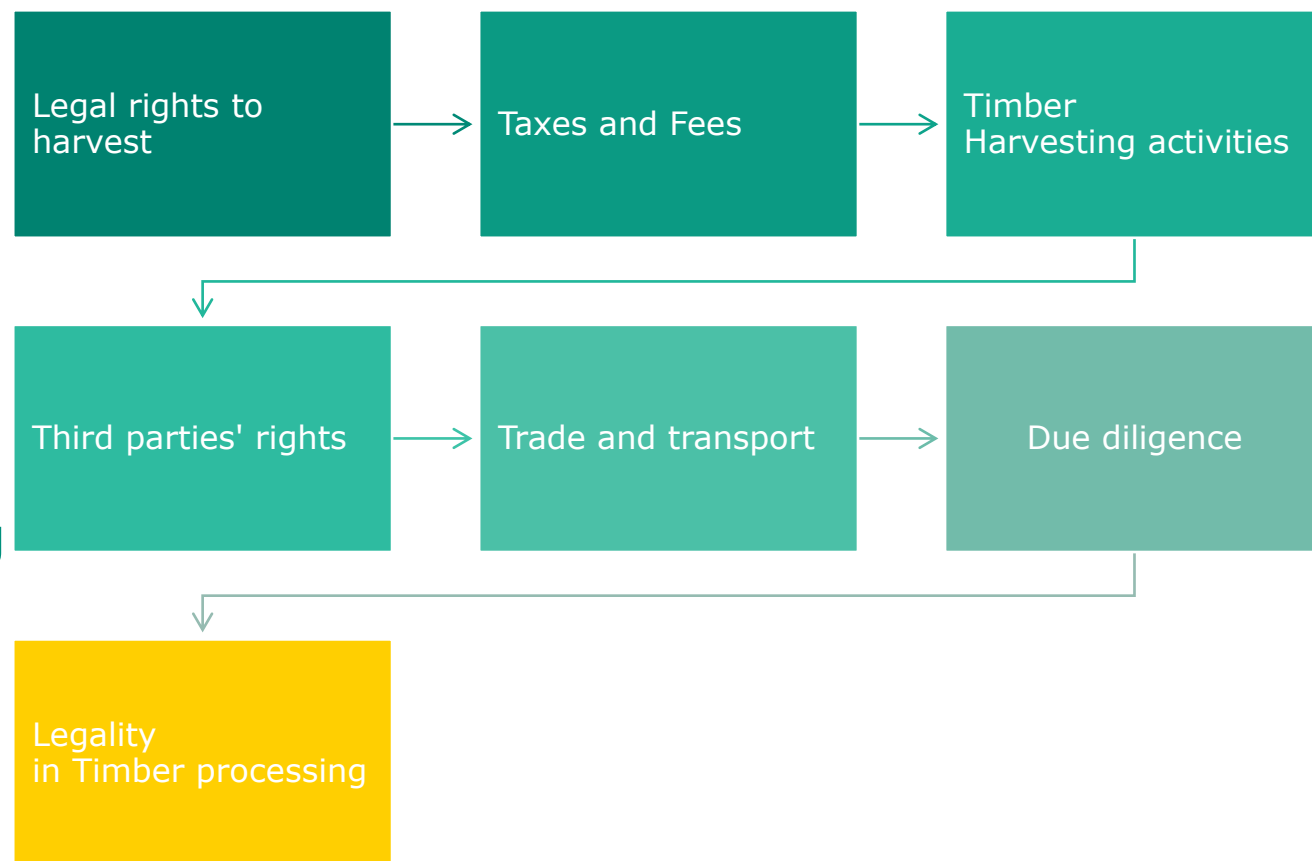 Legal rights to
harvest
Taxes and Fees
Timber
Harvesting activities
Third parties' rights
Trade and transport
Due diligence
Legality
in Timber processing